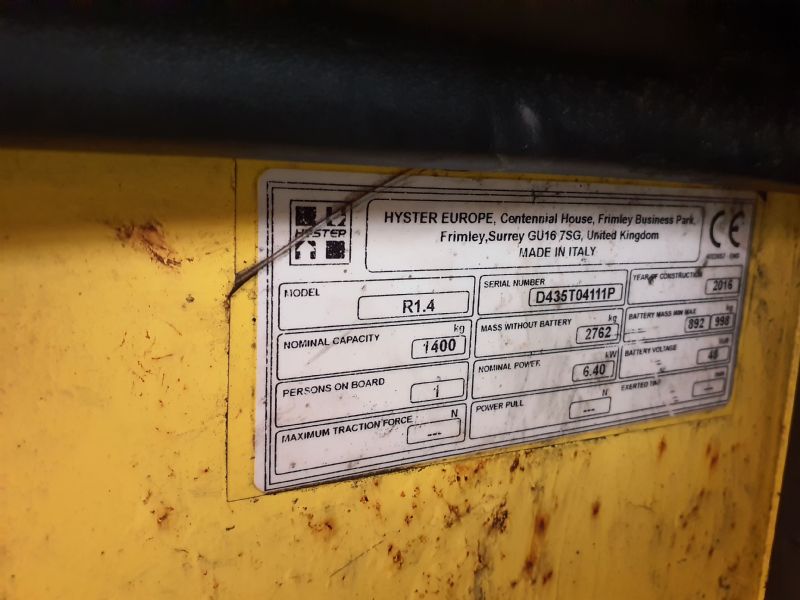 HYSTER
HYSTER EUROPE, Centennial House, Frimley Business Park,
Frimley,Surrey GU16 7SG, United Kingdom
MADE IN ITALY
CE
MODEL R1.4
SERIAL NUMBER D435T04111P
YEAR OF CONSTRUCTION 2016
NOMINAL CAPACITY kg 1400
MASS WITHOUT BATTERY kg 2762
BATTERY MASS MIN MAX kg 892 998
PERSONS ON BOARD 1
NOMINAL POWER kW 6.40
BATTERY VOLTAGE Volt 48
MAXIMUM TRACTION FORCE N ---
POWER PULL N ---
EXERTED ---